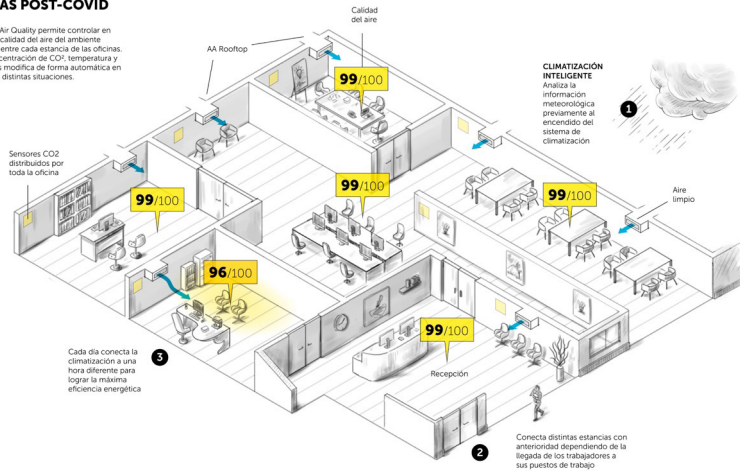 AS POST-COVID
Air Quality permite controlar en
calidad del aire del ambiente
entre cada estancia de las oficinas.
centración de CO², temperatura y
modifica de forma automática en
distintas situaciones.
Calidad
del aire
AA Rooftop
99/100
CLIMATIZACIÓN
INTELIGENTE
Analiza la
información
meteorológica
previamente al
encendido del
sistema de
climatización
1
Sensores CO2
distribuidos por
toda la oficina
99/100
99/100
99/100
Aire
limpio
96/100
99/100
Recepción
Cada día conecta la
climatización a una
hora diferente para
lograr la máxima
eficiencia energética
3
2
Conecta distintas estancias con
anterioridad dependiendo de la
llegada de los trabajadores a
sus puestos de trabajo